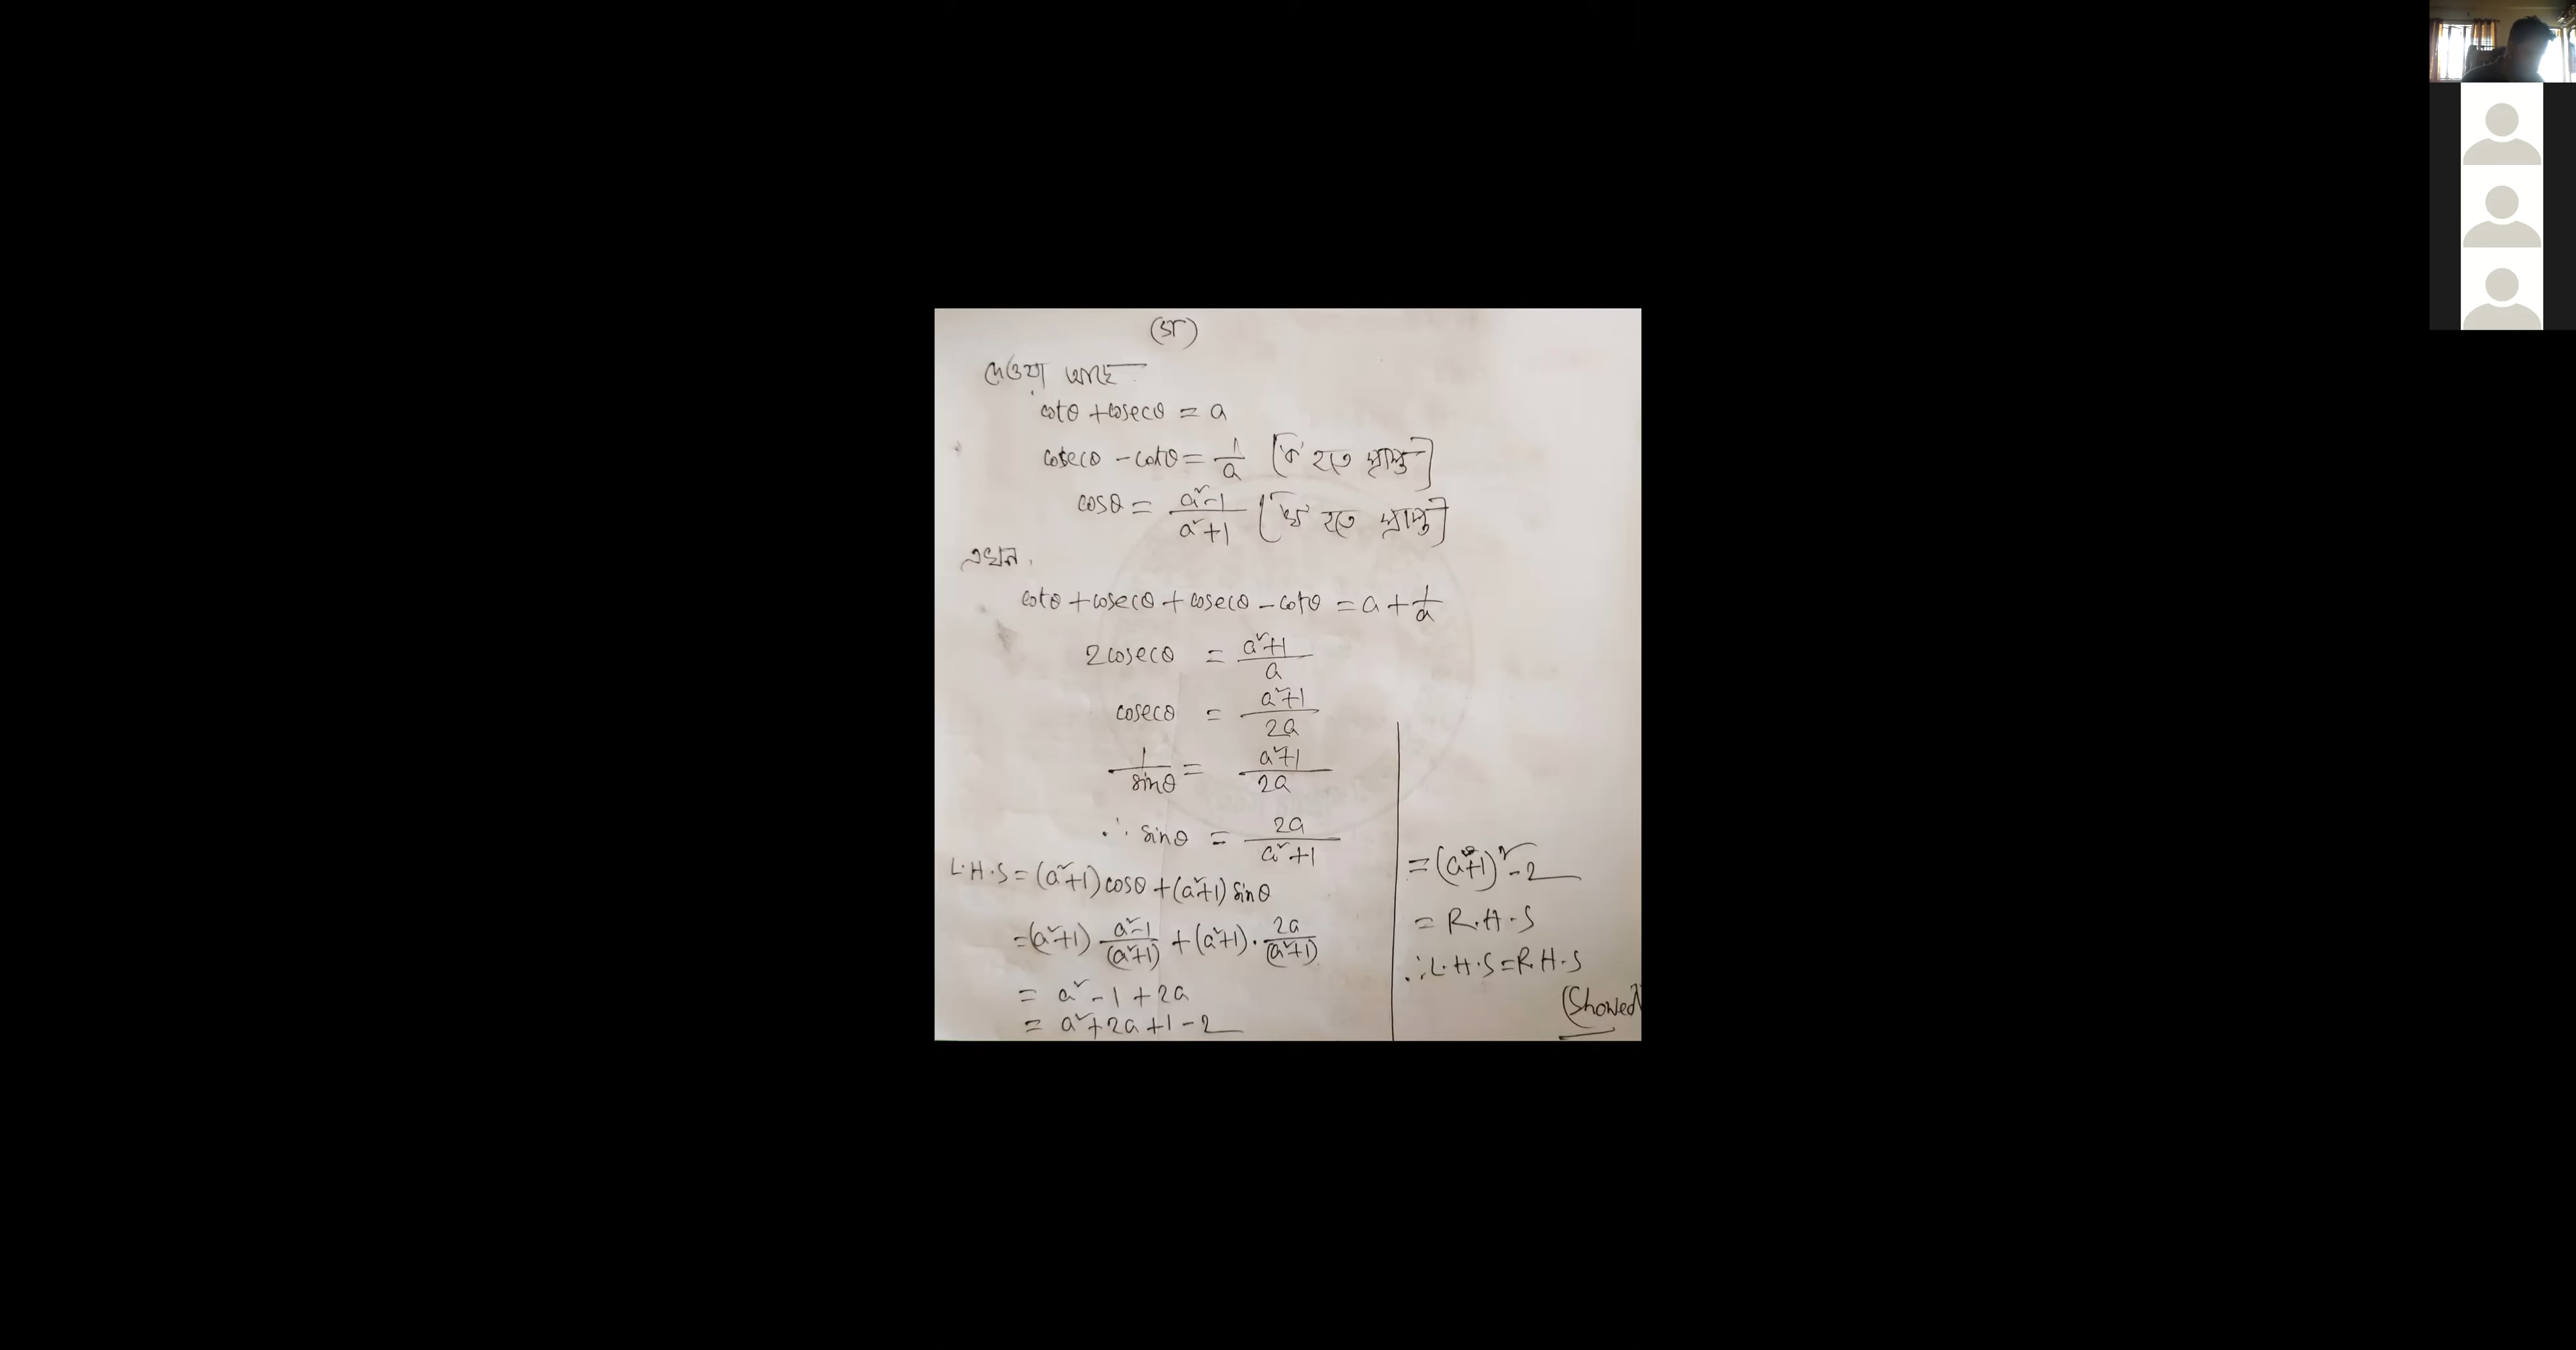 (গ)
দেওয়া আছে
cotθ + cosecθ = a
cosecθ - cotθ = 1/a ['ক' হতে প্রাপ্ত]
cosθ = a²-1/a²+1 ['খ' হতে প্রাপ্ত]
এখন,
cotθ + cosecθ + cosecθ - cotθ = a + 1/a
2cosecθ = a²+1/a
cosecθ = a²+1/2a
1/sinθ = a²+1/2a
∴ sinθ = 2a/a²+1
L.H.S = (a²+1) cosθ + (a²+1) sinθ
= (a²+1) a²-1/(a²+1) + (a²+1) · 2a/(a²+1)
= a² - 1 + 2a
= a² + 2a + 1 - 2
= (a+1)² - 2
= R.H.S
∴ L.H.S = R.H.S
(Showed)